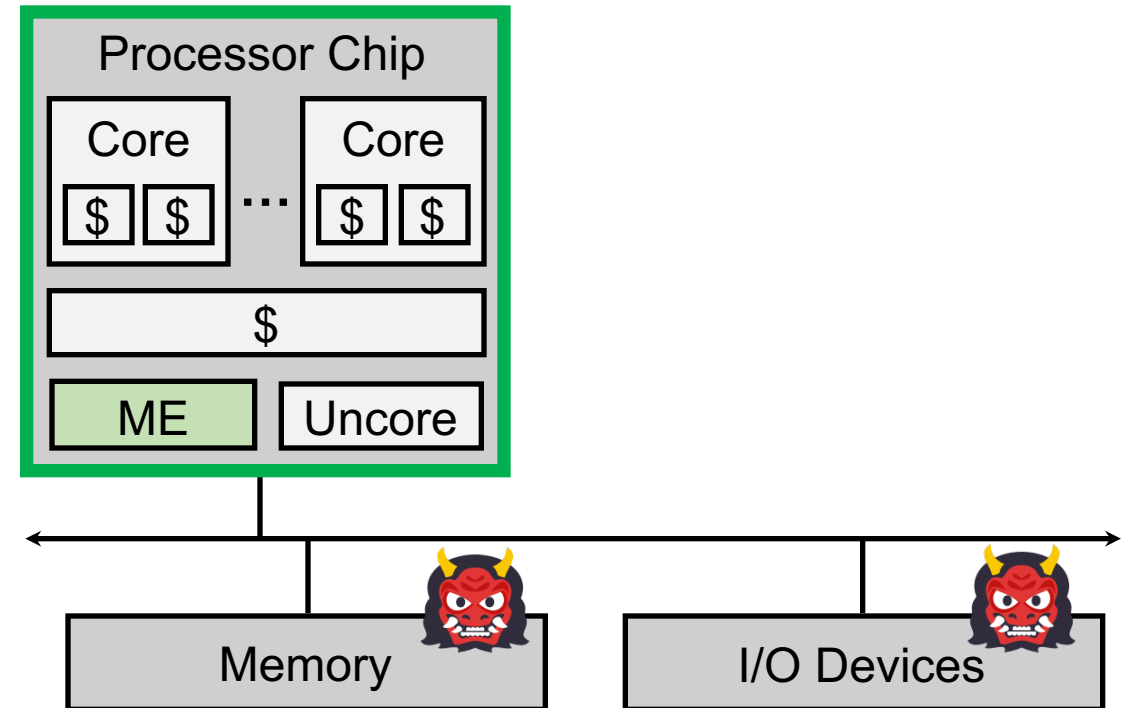 Processor Chip
Core
Core
$ $ ... $ $
$
ME
Uncore
Memory
I/O Devices